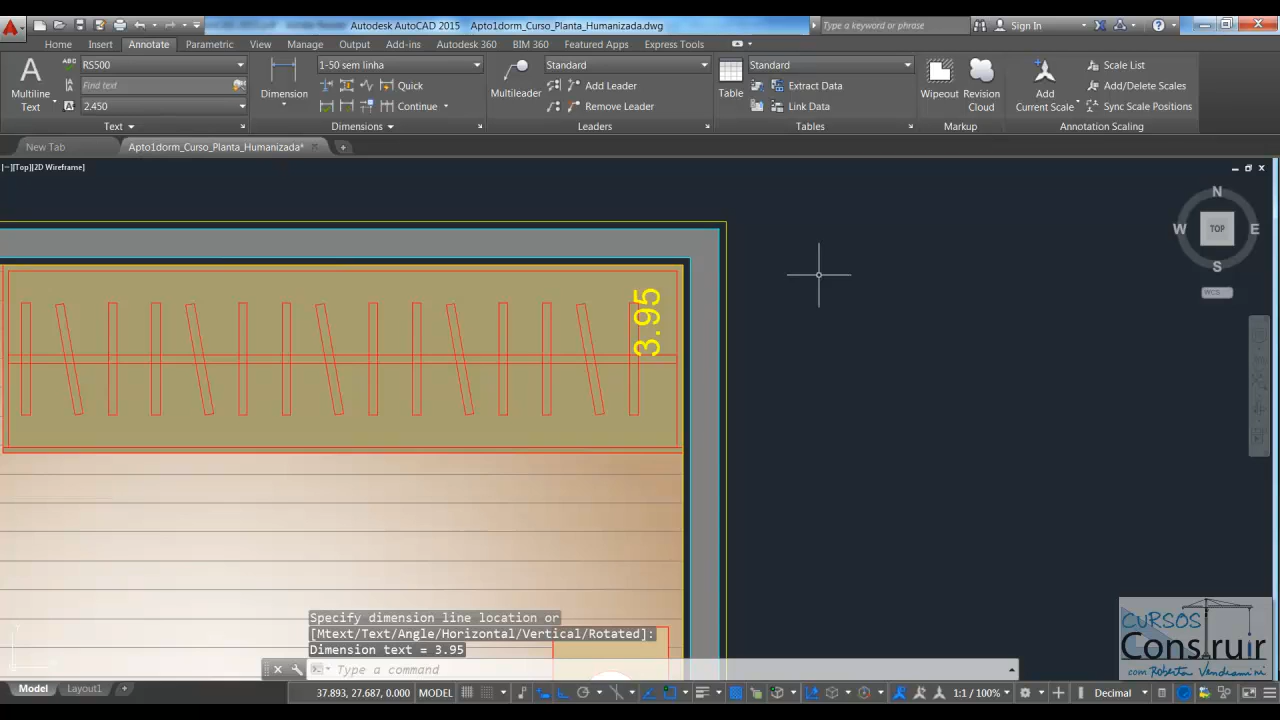 Autodesk AutoCAD 2015 Apto1dorm_Curso_Planta_Humanizada.dwg
Type a keyword or phrase
Sign In
Home Insert Annotate Parametric View Manage Output Add-ins Autodesk 360 BIM 360 Featured Apps Express Tools
Multiline Text
RS500
Find text
2.450
Text
Dimension
1-50 sem linha
Quick
Continue
Dimensions
Multileader
Standard
Add Leader
Remove Leader
Leaders
Table
Standard
Extract Data
Link Data
Tables
Wipeout
Revision Cloud
Markup
Add Current Scale
Scale List
Add/Delete Scales
Sync Scale Positions
Annotation Scaling
New Tab
Apto1dorm_Curso_Planta_Humanizada*
[−][Top][2D Wireframe]
N
W TOP E
S
WCS
3.95
Specify dimension line location or
[Mtext/Text/Angle/Horizontal/Vertical/Rotated]:
Dimension text = 3.95
Type a command
CURSOS
Construir
com Roberta Vendramini
Model Layout1
37.893, 27.687, 0.000 MODEL
1:1 / 100%
Decimal